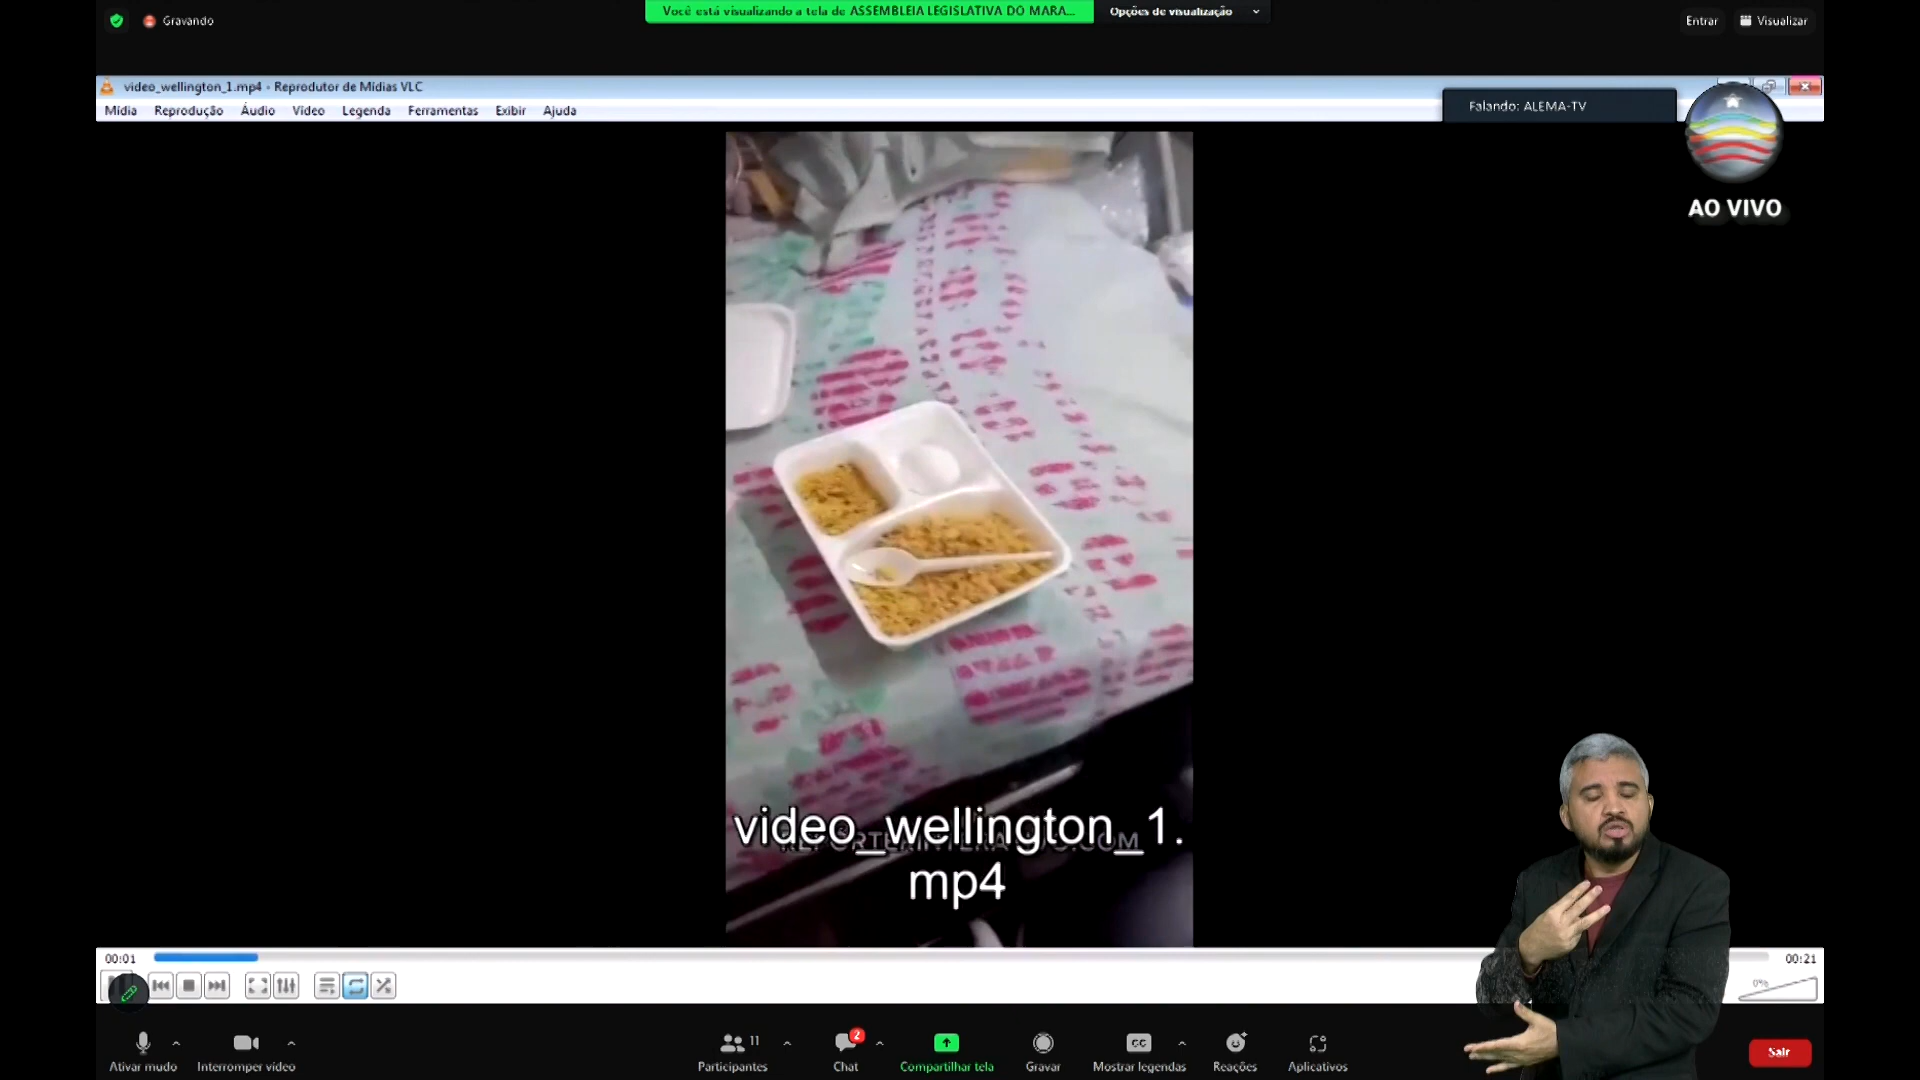 Gravando
Você está visualizando a tela de ASSEMBLEIA LEGISLATIVA DO MARA...
Opções de visualização
Entrar
Visualizar
video_wellington_1.mp4 - Reprodutor de Mídias VLC
Mídia Reprodução Áudio Vídeo Legenda Ferramentas Exibir Ajuda
Falando: ALEMA-TV
AO VIVO
video_wellington_1.
mp4
00:01
00:21
0%
Ativar mudo
Interromper vídeo
11
Participantes
2
Chat
Compartilhar tela
Gravar
CC
Mostrar legendas
Reações
Aplicativos
Sair